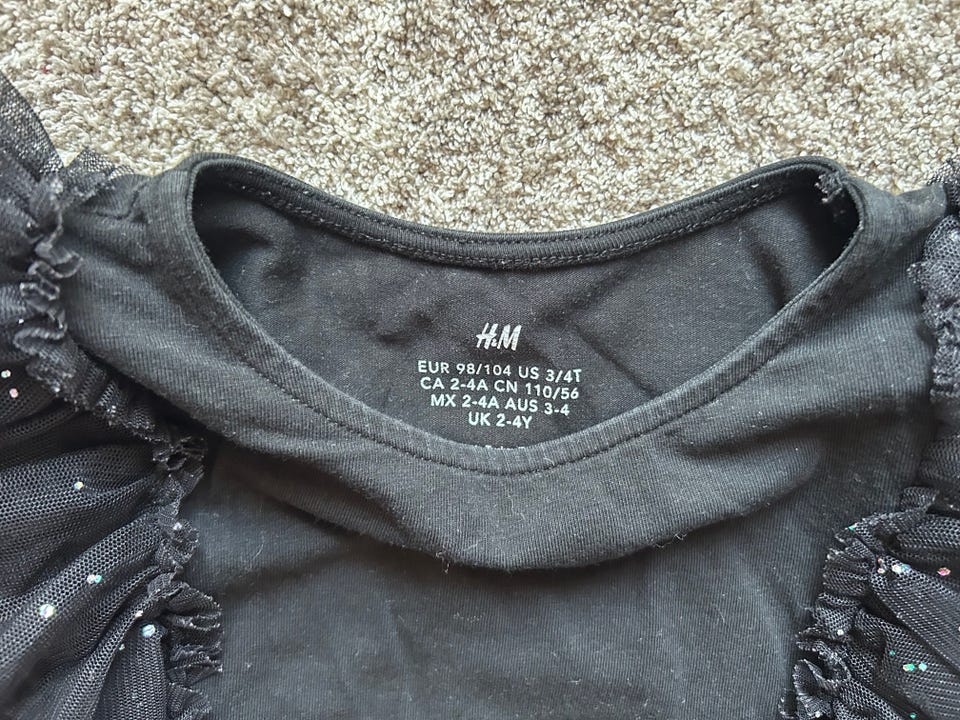 H&M
EUR 98/104 US 3/4T
CA 2-4A CN 110/56
MX 2-4A AUS 3-4
UK 2-4Y